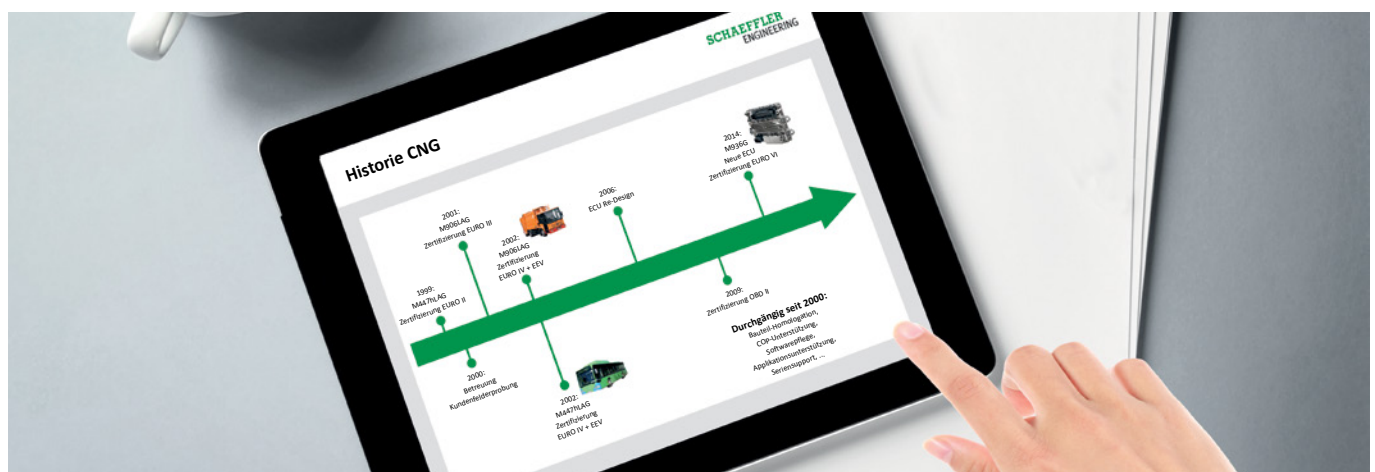 SCHAEFFLER
ENGINEERING
Historie CNG
1999:
M447hLAG
Zertifizierung EURO II
2000:
Betreuung
Kundenfelderprobung
2001:
M906LAG
Zertifizierung EURO III
2002:
M906LAG
Zertifizierung
EURO IV + EEV
2002:
M447hLAG
Zertifizierung
EURO IV + EEV
2006:
ECU Re-Design
2009:
Zertifizierung OBD II
2014:
M936G
Neue ECU
Zertifizierung EURO VI
Durchgängig seit 2000:
Bauteil-Homologation,
COP-Unterstützung,
Softwarepflege,
Applikationsunterstützung,
Seriensupport, ...